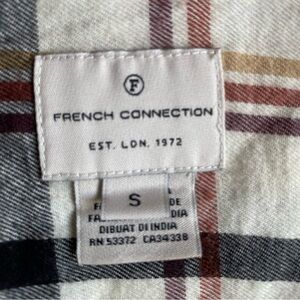 F
FRENCH CONNECTION
EST. LDN. 1972
S
DIBUAT DI INDIA
RN 53372 CA34338